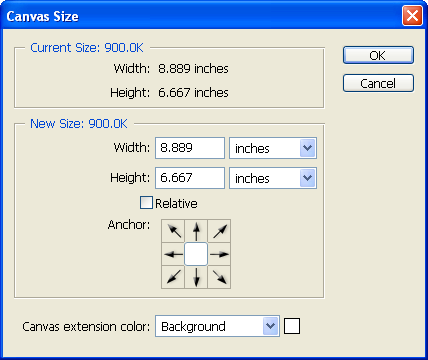 Canvas Size
Current Size: 900.0K
OK
Width: 8.889 inches
Cancel
Height: 6.667 inches
New Size: 900.0K
Width: 8.889 inches
Height: 6.667 inches
Relative
Anchor:
Canvas extension color: Background